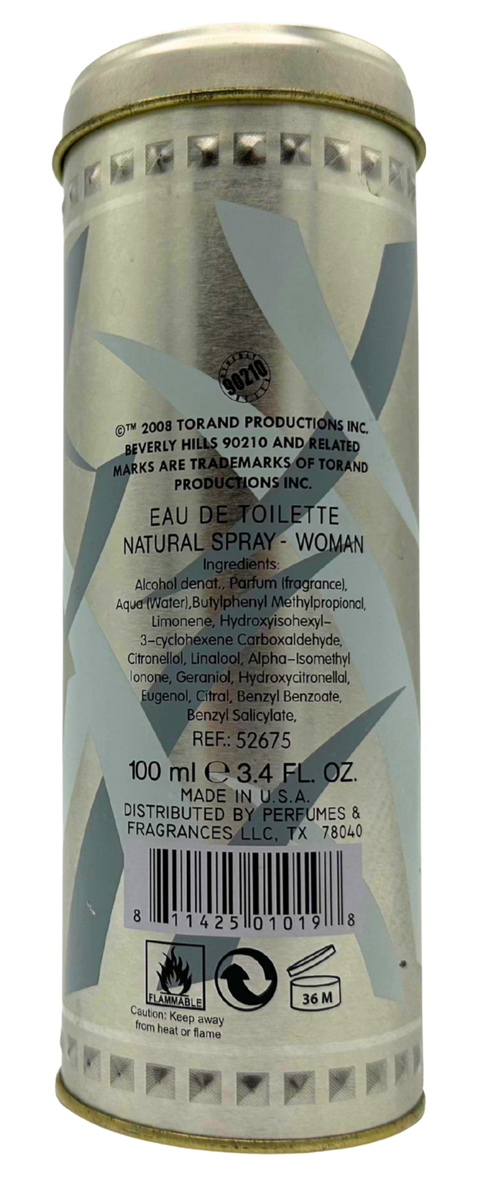 90210
©™ 2008 TORAND PRODUCTIONS INC.
BEVERLY HILLS 90210 AND RELATED
MARKS ARE TRADEMARKS OF TORAND
PRODUCTIONS INC.
EAU DE TOILETTE
NATURAL SPRAY - WOMAN
Ingredients:
Alcohol denat., Parfum (fragrance),
Aqua (Water),Butylphenyl Methylpropional,
Limonene, Hydroxyisohexyl-
3-cyclohexene Carboxaldehyde,
Citronellol, Linalool, Alpha-Isomethyl
Ionone, Geraniol, Hydroxycitronellal,
Eugenol, Citral, Benzyl Benzoate,
Benzyl Salicylate,
REF.: 52675
100 ml ℮ 3.4 FL. OZ.
MADE IN U.S.A.
DISTRIBUTED BY PERFUMES &
FRAGRANCES LLC, TX 78040
8 11425 01019 8
FLAMMABLE
36 M
Caution: Keep away
from heat or flame